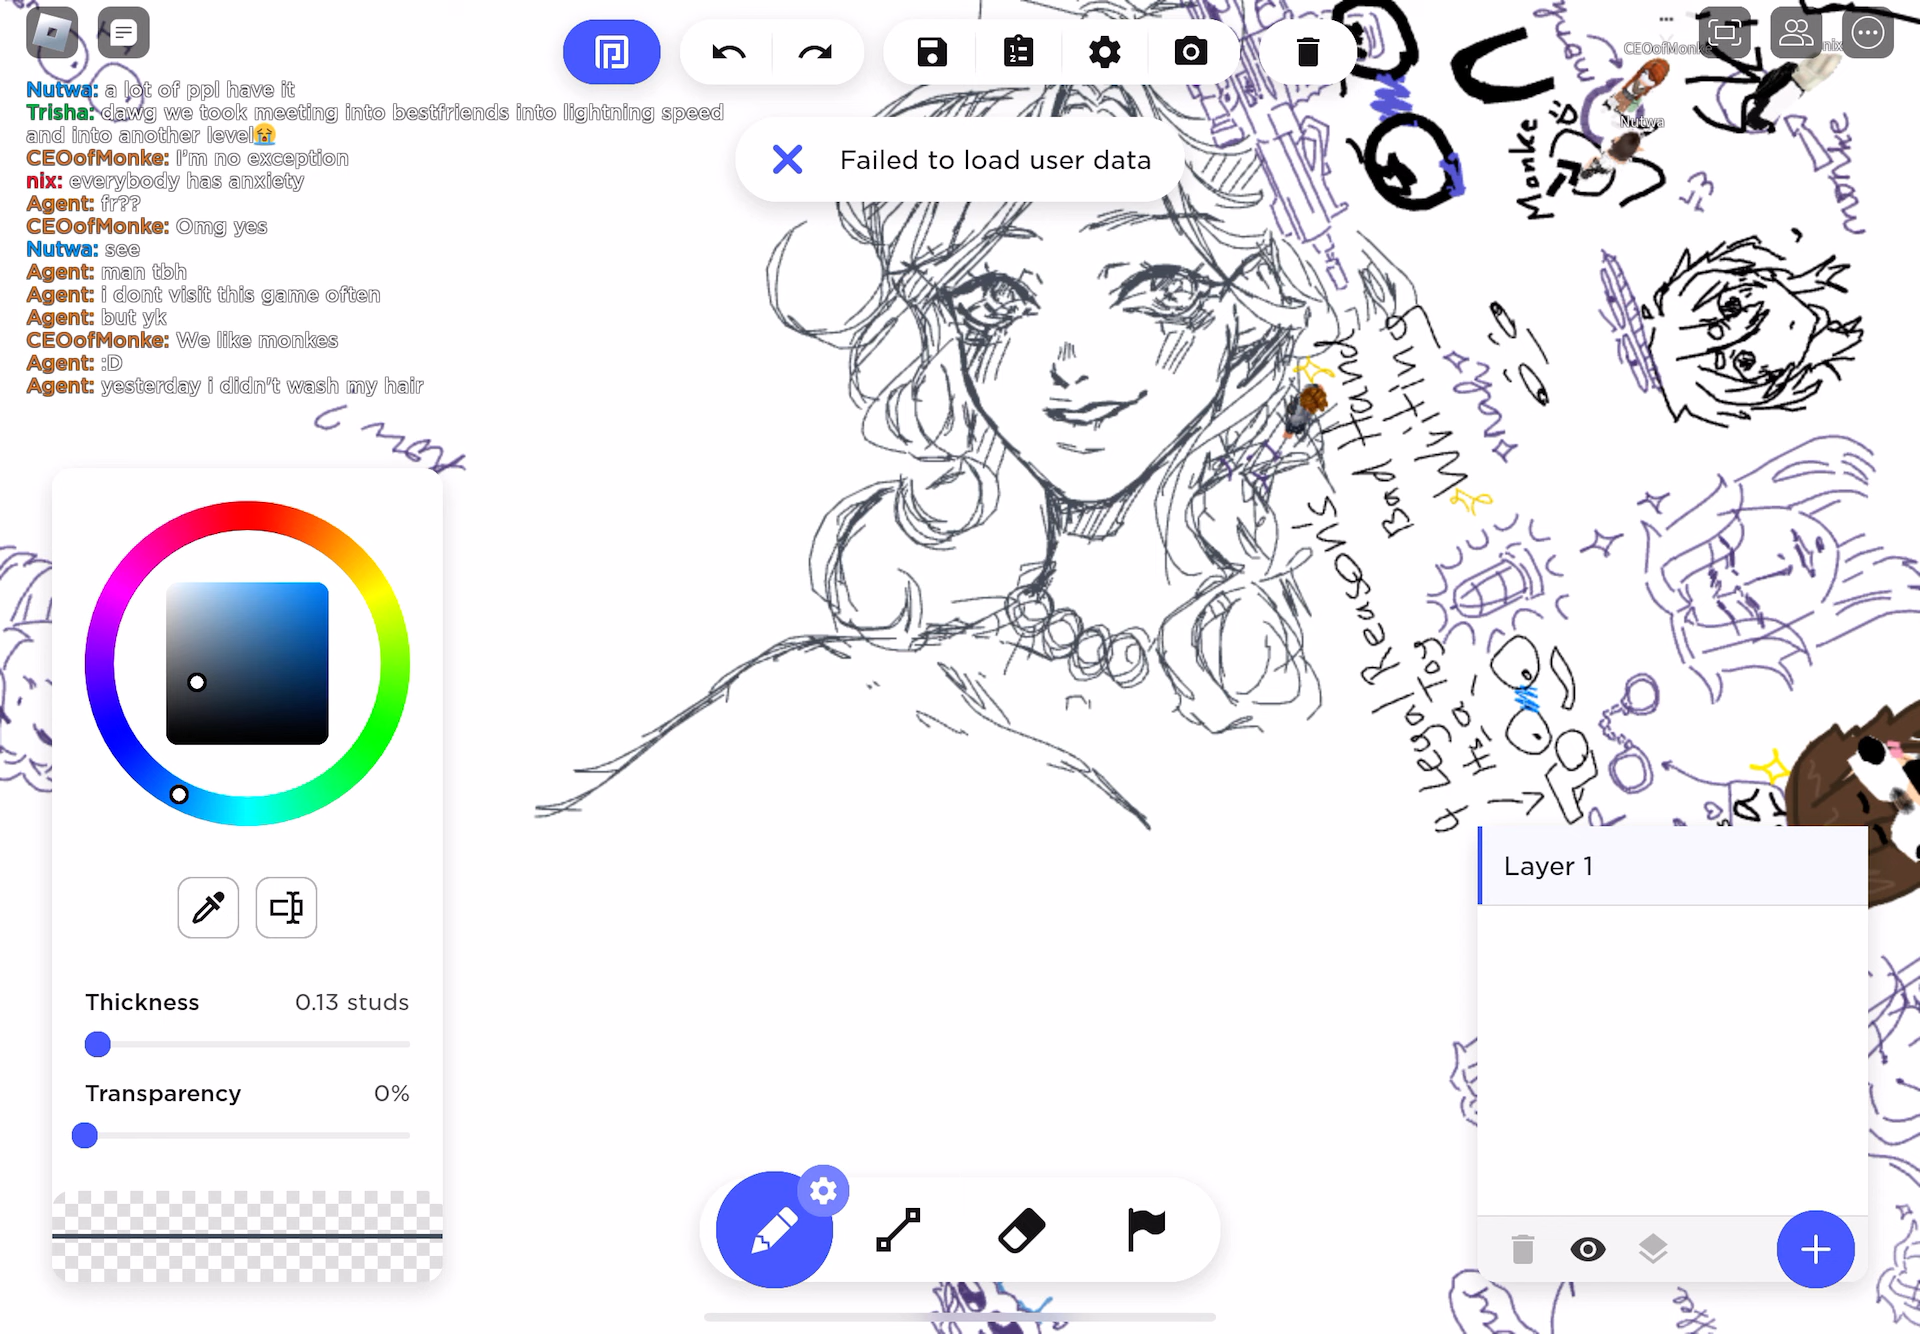 Nutwa: a lot of ppl have it
Trisha: dawg we took meeting into bestfriends into lightning speed
and into another level😭
CEOofMonke: I'm no exception
nix: everybody has anxiety
Agent: fr??
CEOofMonke: Omg yes
Nutwa: see
Agent: man tbh
Agent: i dont visit this game often
Agent: but yk
CEOofMonke: We like monkes
Agent: :D
Agent: yesterday i didn't wash my hair
Failed to load user data
CEOofMonke
nix
Nutwa
Monke
:D
Bad Hand
Writing
Legal Reasons
Its a Toy
Thickness 0.13 studs
Transparency 0%
Layer 1